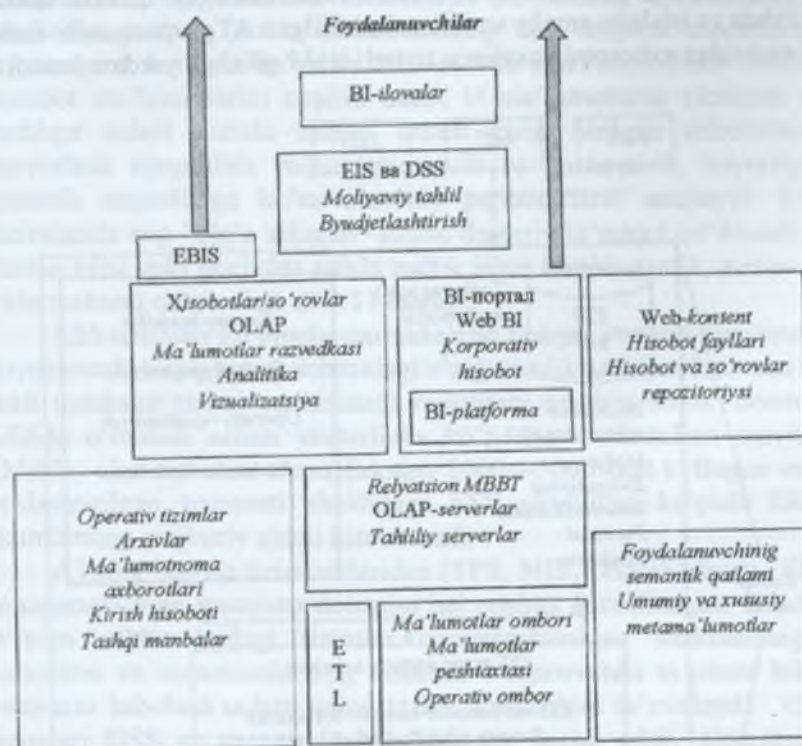 Foydalanuvchilar
BI-ilovalar
EIS ва DSS
Moliyaviy tahlil
Byudjetlashtirish
EBIS
Xisobotlar/so‘rovlar
OLAP
Ma’lumotlar razvedkasi
Analitika
Vizualizatsiya
BI-портал
Web BI
Korporativ
hisobot
BI-platforma
Web-kontent
Hisobot fayllari
Hisobot va so‘rovlar
repozitoriysi
Operativ tizimlar
Arxivlar
Ma’lumotnoma
axborotlari
Kirish hisoboti
Tashqi manbalar
Relyatsion MBBT
OLAP-serverlar
Tahliliy serverlar
E
T
L
Ma’lumotlar ombori
Ma’lumotlar
peshtaxtasi
Operativ ombor
Foydalanuvchinig
semantik qatlami
Umumiy va xususiy
metama’lumotlar